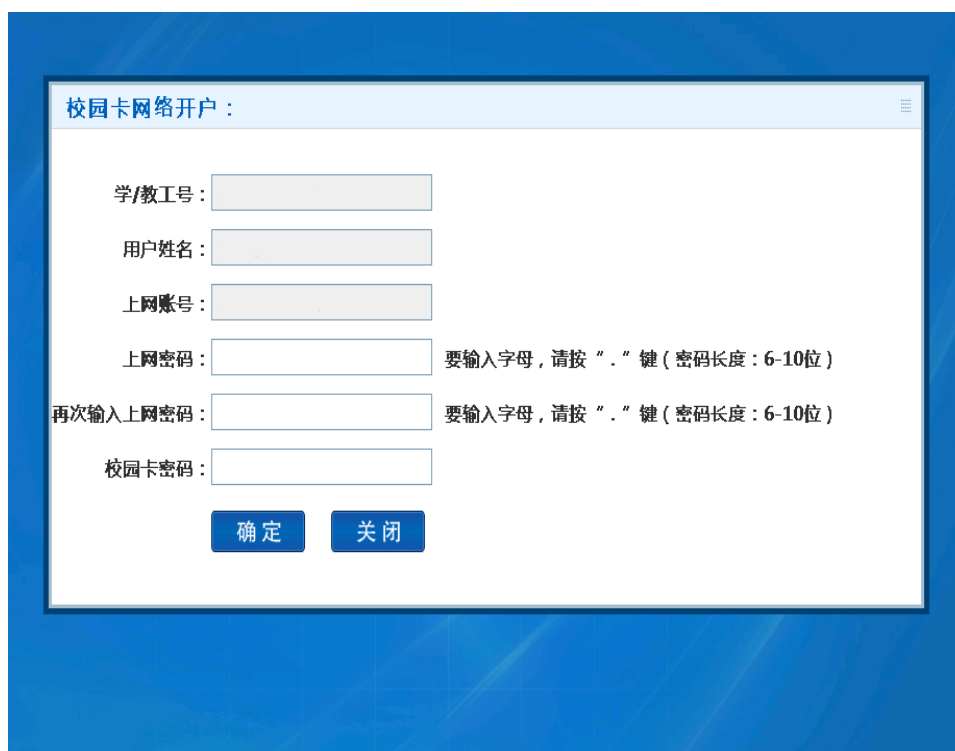 校园卡网络开户：
学/教工号：
用户姓名：
上网账号：
上网密码： 要输入字母，请按“．”键（密码长度：6-10位）
再次输入上网密码： 要输入字母，请按“．”键（密码长度：6-10位）
校园卡密码：
确定 关闭